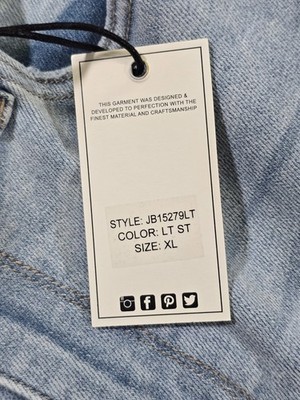 THIS GARMENT WAS DESIGNED &
DEVELOPED TO PERFECTION WITH THE
FINEST MATERIAL AND CRAFTSMANSHIP
STYLE: JB15279LT
COLOR: LT ST
SIZE: XL